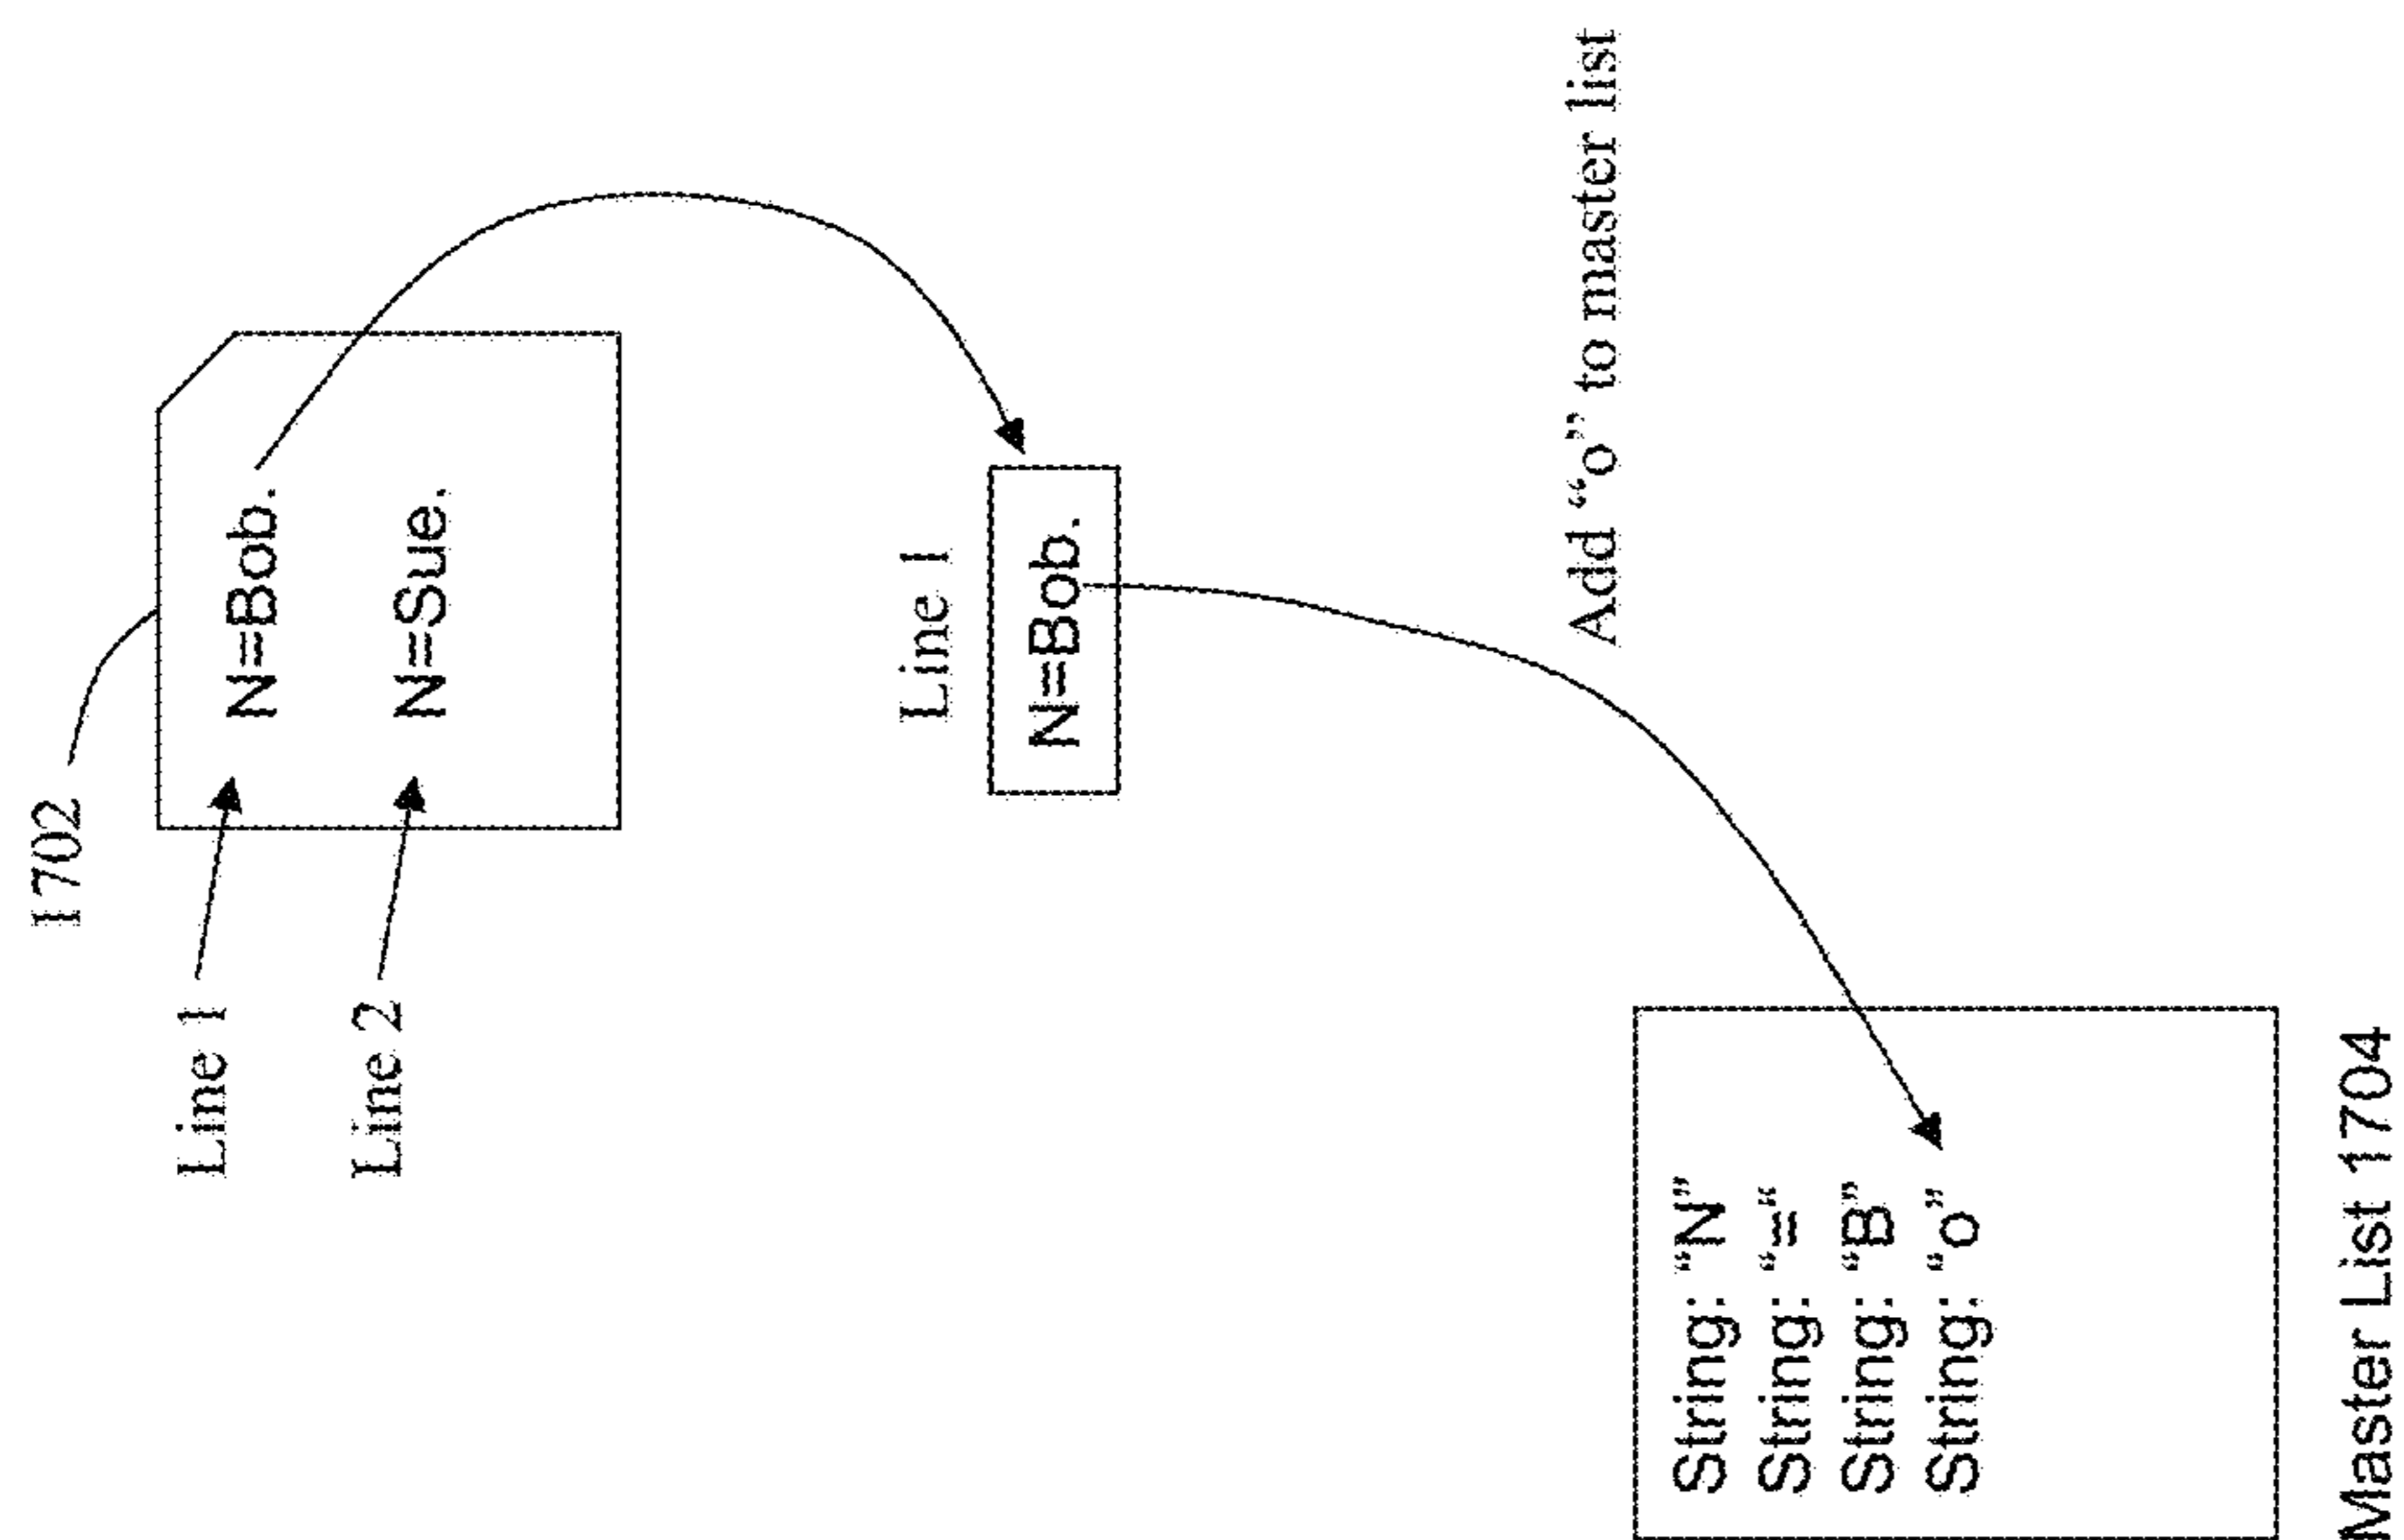 1702
Line 1
Line 2
N=Bob.
N=Sue.
Line 1
N=Bob.
Add “o” to master list
String: “N”
String: “=“
String: “B”
String: “o”
Master List 1704